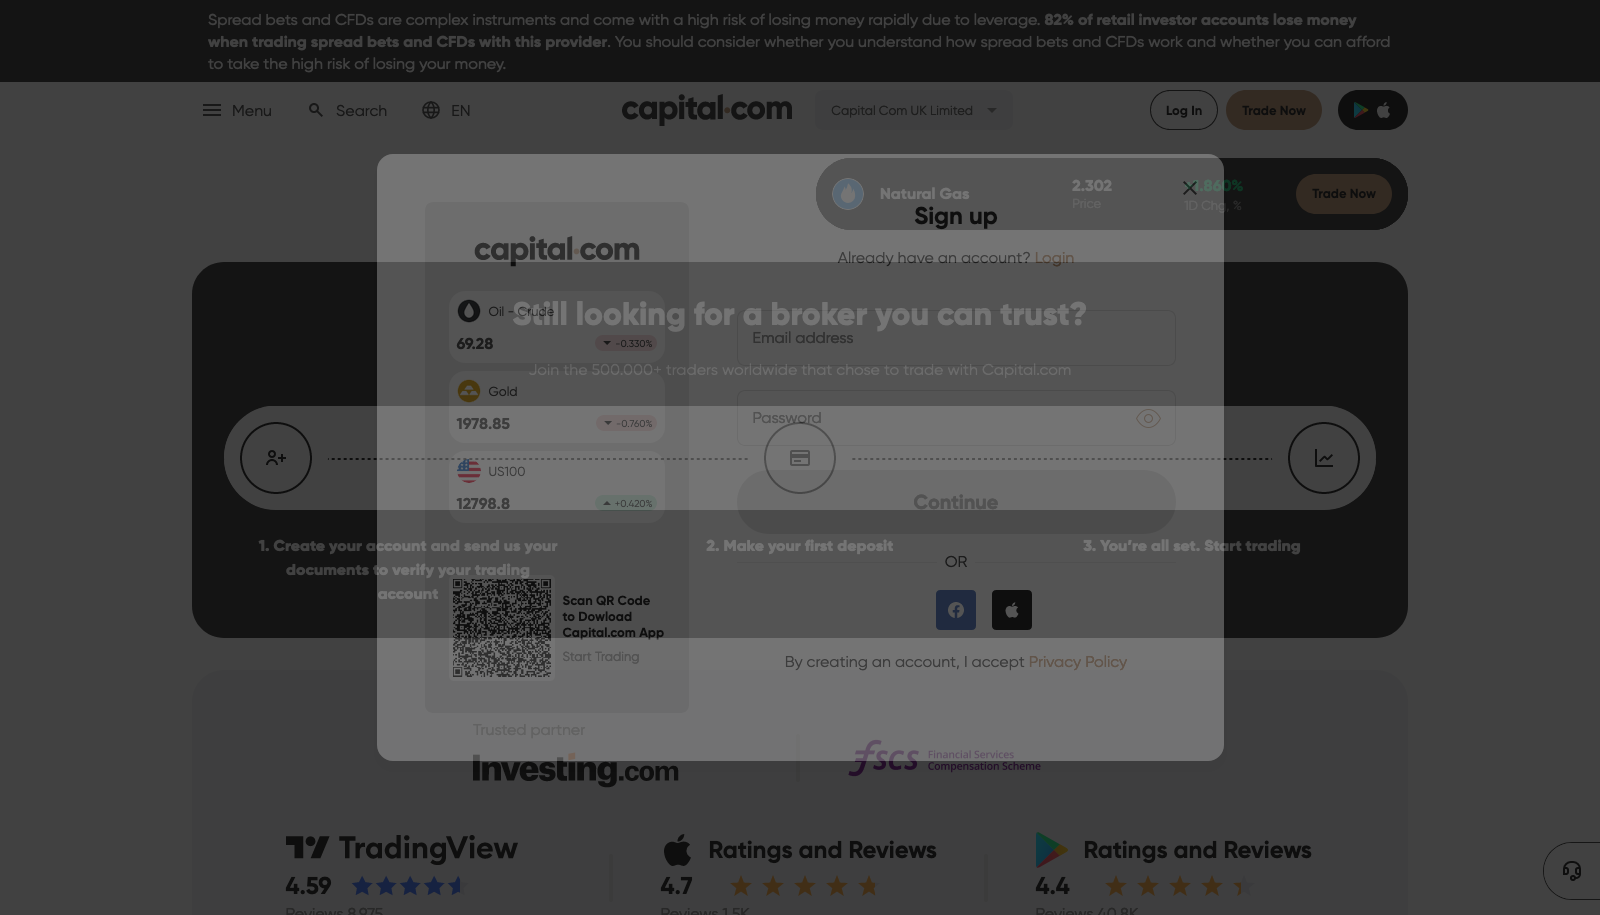 Spread bets and CFDs are complex instruments and come with a high risk of losing money rapidly due to leverage. 82% of retail investor accounts lose money
when trading spread bets and CFDs with this provider. You should consider whether you understand how spread bets and CFDs work and whether you can afford
to take the high risk of losing your money.
Menu
Search
EN
capital.com
Capital Com UK Limited
Log In
Trade Now
Natural Gas
2.302
Price
1D Chg, %
Trade Now
Sign up
Already have an account? Login
capital.com
Oil - Crude
69.28
-0.330%
Gold
1978.85
-0.760%
US100
12798.8
+0.420%
Scan QR Code
to Dowload
Capital.com App
Start Trading
Email address
Password
Continue
OR
By creating an account, I accept Privacy Policy
Still looking for a broker you can trust?
Join the 500.000+ traders worldwide that chose to trade with Capital.com
1. Create your account and send us your
documents to verify your trading
account
2. Make your first deposit
3. You're all set. Start trading
Trusted partner
Investing.com
fscs
Financial Services
Compensation Scheme
TradingView
4.59
Reviews 8,975
Ratings and Reviews
4.7
Reviews 1.5K
Ratings and Reviews
4.4
Reviews 40.8K